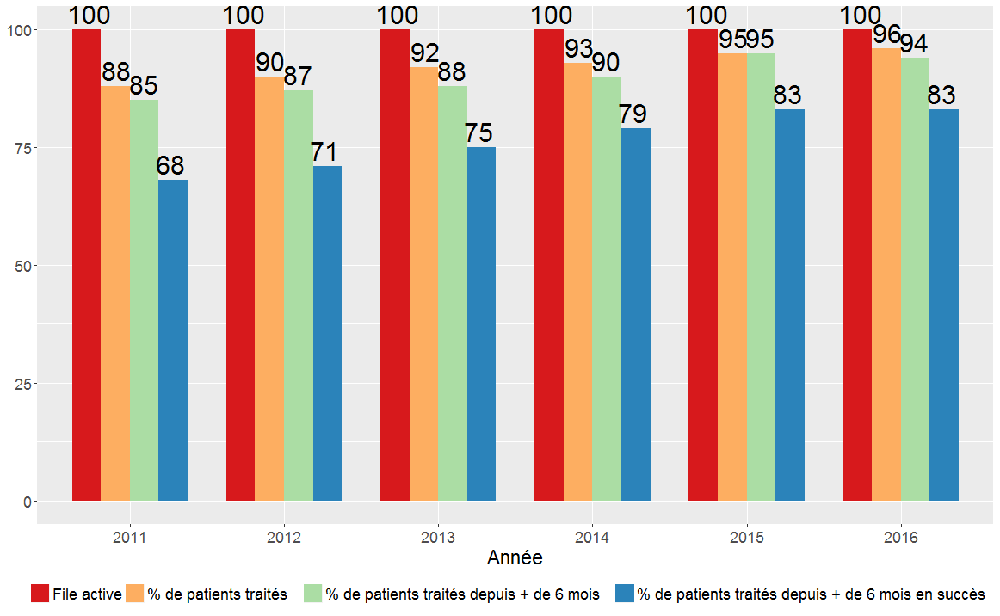 100 100 100 100 100 100
100
88 85 68
90 87 71
92 88 75
93 90 79
95 95 83
96 94 83
75
50
25
0
2011 2012 2013 2014 2015 2016
Année
File active % de patients traités % de patients traités depuis + de 6 mois % de patients traités depuis + de 6 mois en succès